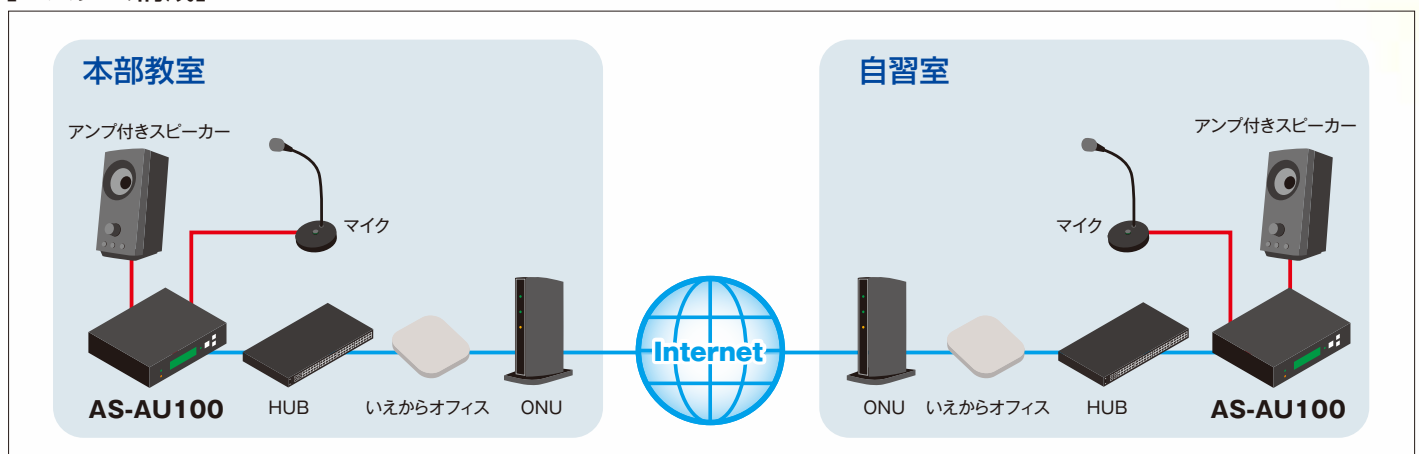 本部教室
アンプ付きスピーカー
マイク
AS-AU100
HUB
いえからオフィス
ONU
Internet
自習室
アンプ付きスピーカー
マイク
ONU
いえからオフィス
HUB
AS-AU100